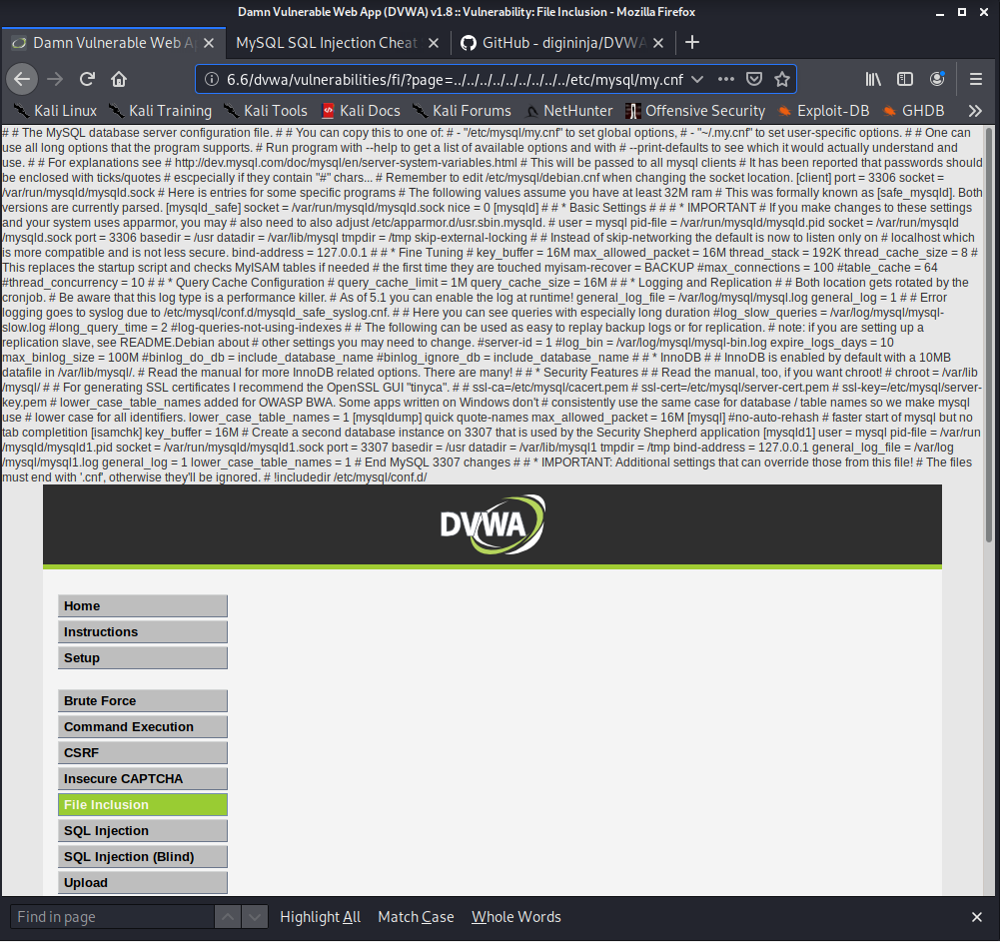 Damn Vulnerable Web App (DVWA) v1.8 :: Vulnerability: File Inclusion - Mozilla Firefox
Damn Vulnerable Web Ap
MySQL SQL Injection Cheat
GitHub - digininja/DVWA
6.6/dvwa/vulnerabilities/fi/?page=../../../../../../../../../../etc/mysql/my.cnf
Kali Linux Kali Training Kali Tools Kali Docs Kali Forums NetHunter Offensive Security Exploit-DB GHDB
# # The MySQL database server configuration file. # # You can copy this to one of: # - "/etc/mysql/my.cnf" to set global options, # - "~/.my.cnf" to set user-specific options. # # One can
use all long options that the program supports. # Run program with --help to get a list of available options and with # --print-defaults to see which it would actually understand and
use. # # For explanations see # http://dev.mysql.com/doc/mysql/en/server-system-variables.html # This will be passed to all mysql clients # It has been reported that passwords should
be enclosed with ticks/quotes # escpecially if they contain "#" chars... # Remember to edit /etc/mysql/debian.cnf when changing the socket location. [client] port = 3306 socket =
/var/run/mysqld/mysqld.sock # Here is entries for some specific programs # The following values assume you have at least 32M ram # This was formally known as [safe_mysqld]. Both
versions are currently parsed. [mysqld_safe] socket = /var/run/mysqld/mysqld.sock nice = 0 [mysqld] # # * Basic Settings # # # * IMPORTANT # If you make changes to these settings
and your system uses apparmor, you may # also need to also adjust /etc/apparmor.d/usr.sbin.mysqld. # user = mysql pid-file = /var/run/mysqld/mysqld.pid socket = /var/run/mysqld
/mysqld.sock port = 3306 basedir = /usr datadir = /var/lib/mysql tmpdir = /tmp skip-external-locking # # Instead of skip-networking the default is now to listen only on # localhost which
is more compatible and is not less secure. bind-address = 127.0.0.1 # # * Fine Tuning # key_buffer = 16M max_allowed_packet = 16M thread_stack = 192K thread_cache_size = 8 #
This replaces the startup script and checks MyISAM tables if needed # the first time they are touched myisam-recover = BACKUP #max_connections = 100 #table_cache = 64
#thread_concurrency = 10 # # * Query Cache Configuration # query_cache_limit = 1M query_cache_size = 16M # # * Logging and Replication # # Both location gets rotated by the
cronjob. # Be aware that this log type is a performance killer. # As of 5.1 you can enable the log at runtime! general_log_file = /var/log/mysql/mysql.log general_log = 1 # # Error
logging goes to syslog due to /etc/mysql/conf.d/mysqld_safe_syslog.cnf. # # Here you can see queries with especially long duration #log_slow_queries = /var/log/mysql/mysql-
slow.log #long_query_time = 2 #log-queries-not-using-indexes # # The following can be used as easy to replay backup logs or for replication. # note: if you are setting up a
replication slave, see README.Debian about # other settings you may need to change. #server-id = 1 #log_bin = /var/log/mysql/mysql-bin.log expire_logs_days = 10
max_binlog_size = 100M #binlog_do_db = include_database_name #binlog_ignore_db = include_database_name # # * InnoDB # # InnoDB is enabled by default with a 10MB
datafile in /var/lib/mysql/. # Read the manual for more InnoDB related options. There are many! # # * Security Features # # Read the manual, too, if you want chroot! # chroot = /var/lib
/mysql/ # # For generating SSL certificates I recommend the OpenSSL GUI "tinyca". # # ssl-ca=/etc/mysql/cacert.pem # ssl-cert=/etc/mysql/server-cert.pem # ssl-key=/etc/mysql/server-
key.pem # lower_case_table_names added for OWASP BWA. Some apps written on Windows don't # consistently use the same case for database / table names so we make mysql
use # lower case for all identifiers. lower_case_table_names = 1 [mysqldump] quick quote-names max_allowed_packet = 16M [mysql] #no-auto-rehash # faster start of mysql but no
tab completition [isamchk] key_buffer = 16M # Create a second database instance on 3307 that is used by the Security Shepherd application [mysqld1] user = mysql pid-file = /var/run
/mysqld/mysqld1.pid socket = /var/run/mysqld/mysqld1.sock port = 3307 basedir = /usr datadir = /var/lib/mysql1 tmpdir = /tmp bind-address = 127.0.0.1 general_log_file = /var/log
/mysql/mysql1.log general_log = 1 lower_case_table_names = 1 # End MySQL 3307 changes # # * IMPORTANT: Additional settings that can override those from this file! # The files
must end with '.cnf', otherwise they'll be ignored. # !includedir /etc/mysql/conf.d/
DVWA
Home
Instructions
Setup
Brute Force
Command Execution
CSRF
Insecure CAPTCHA
File Inclusion
SQL Injection
SQL Injection (Blind)
Upload
Find in page Highlight All Match Case Whole Words